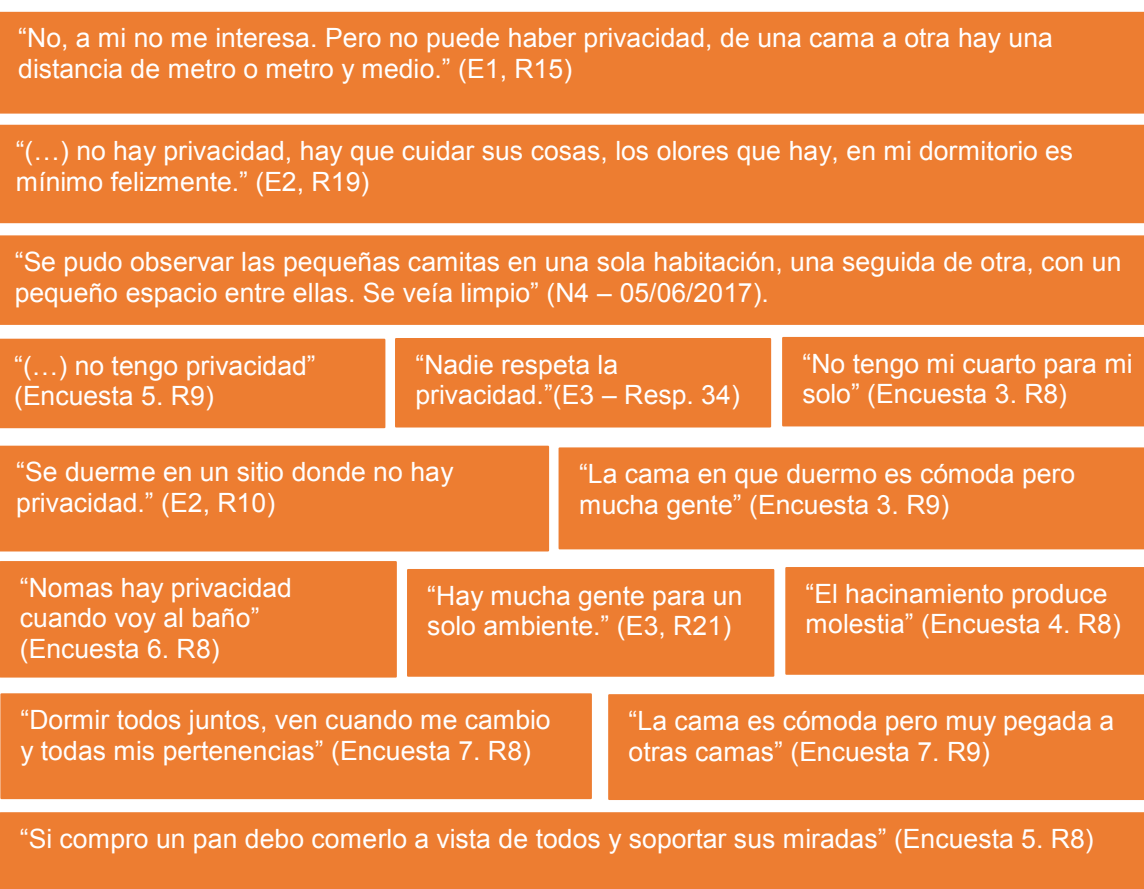 “No, a mi no me interesa. Pero no puede haber privacidad, de una cama a otra hay una
distancia de metro o metro y medio.” (E1, R15)
“(…) no hay privacidad, hay que cuidar sus cosas, los olores que hay, en mi dormitorio es
mínimo felizmente.” (E2, R19)
“Se pudo observar las pequeñas camitas en una sola habitación, una seguida de otra, con un
pequeño espacio entre ellas. Se veía limpio” (N4 – 05/06/2017).
“(…) no tengo privacidad”
(Encuesta 5. R9)
“Nadie respeta la
privacidad.”(E3 – Resp. 34)
“No tengo mi cuarto para mi
solo” (Encuesta 3. R8)
“Se duerme en un sitio donde no hay
privacidad.” (E2, R10)
“La cama en que duermo es cómoda pero
mucha gente” (Encuesta 3. R9)
“Nomas hay privacidad
cuando voy al baño”
(Encuesta 6. R8)
“Hay mucha gente para un
solo ambiente.” (E3, R21)
“El hacinamiento produce
molestia” (Encuesta 4. R8)
“Dormir todos juntos, ven cuando me cambio
y todas mis pertenencias” (Encuesta 7. R8)
“La cama es cómoda pero muy pegada a
otras camas” (Encuesta 7. R9)
“Si compro un pan debo comerlo a vista de todos y soportar sus miradas” (Encuesta 5. R8)